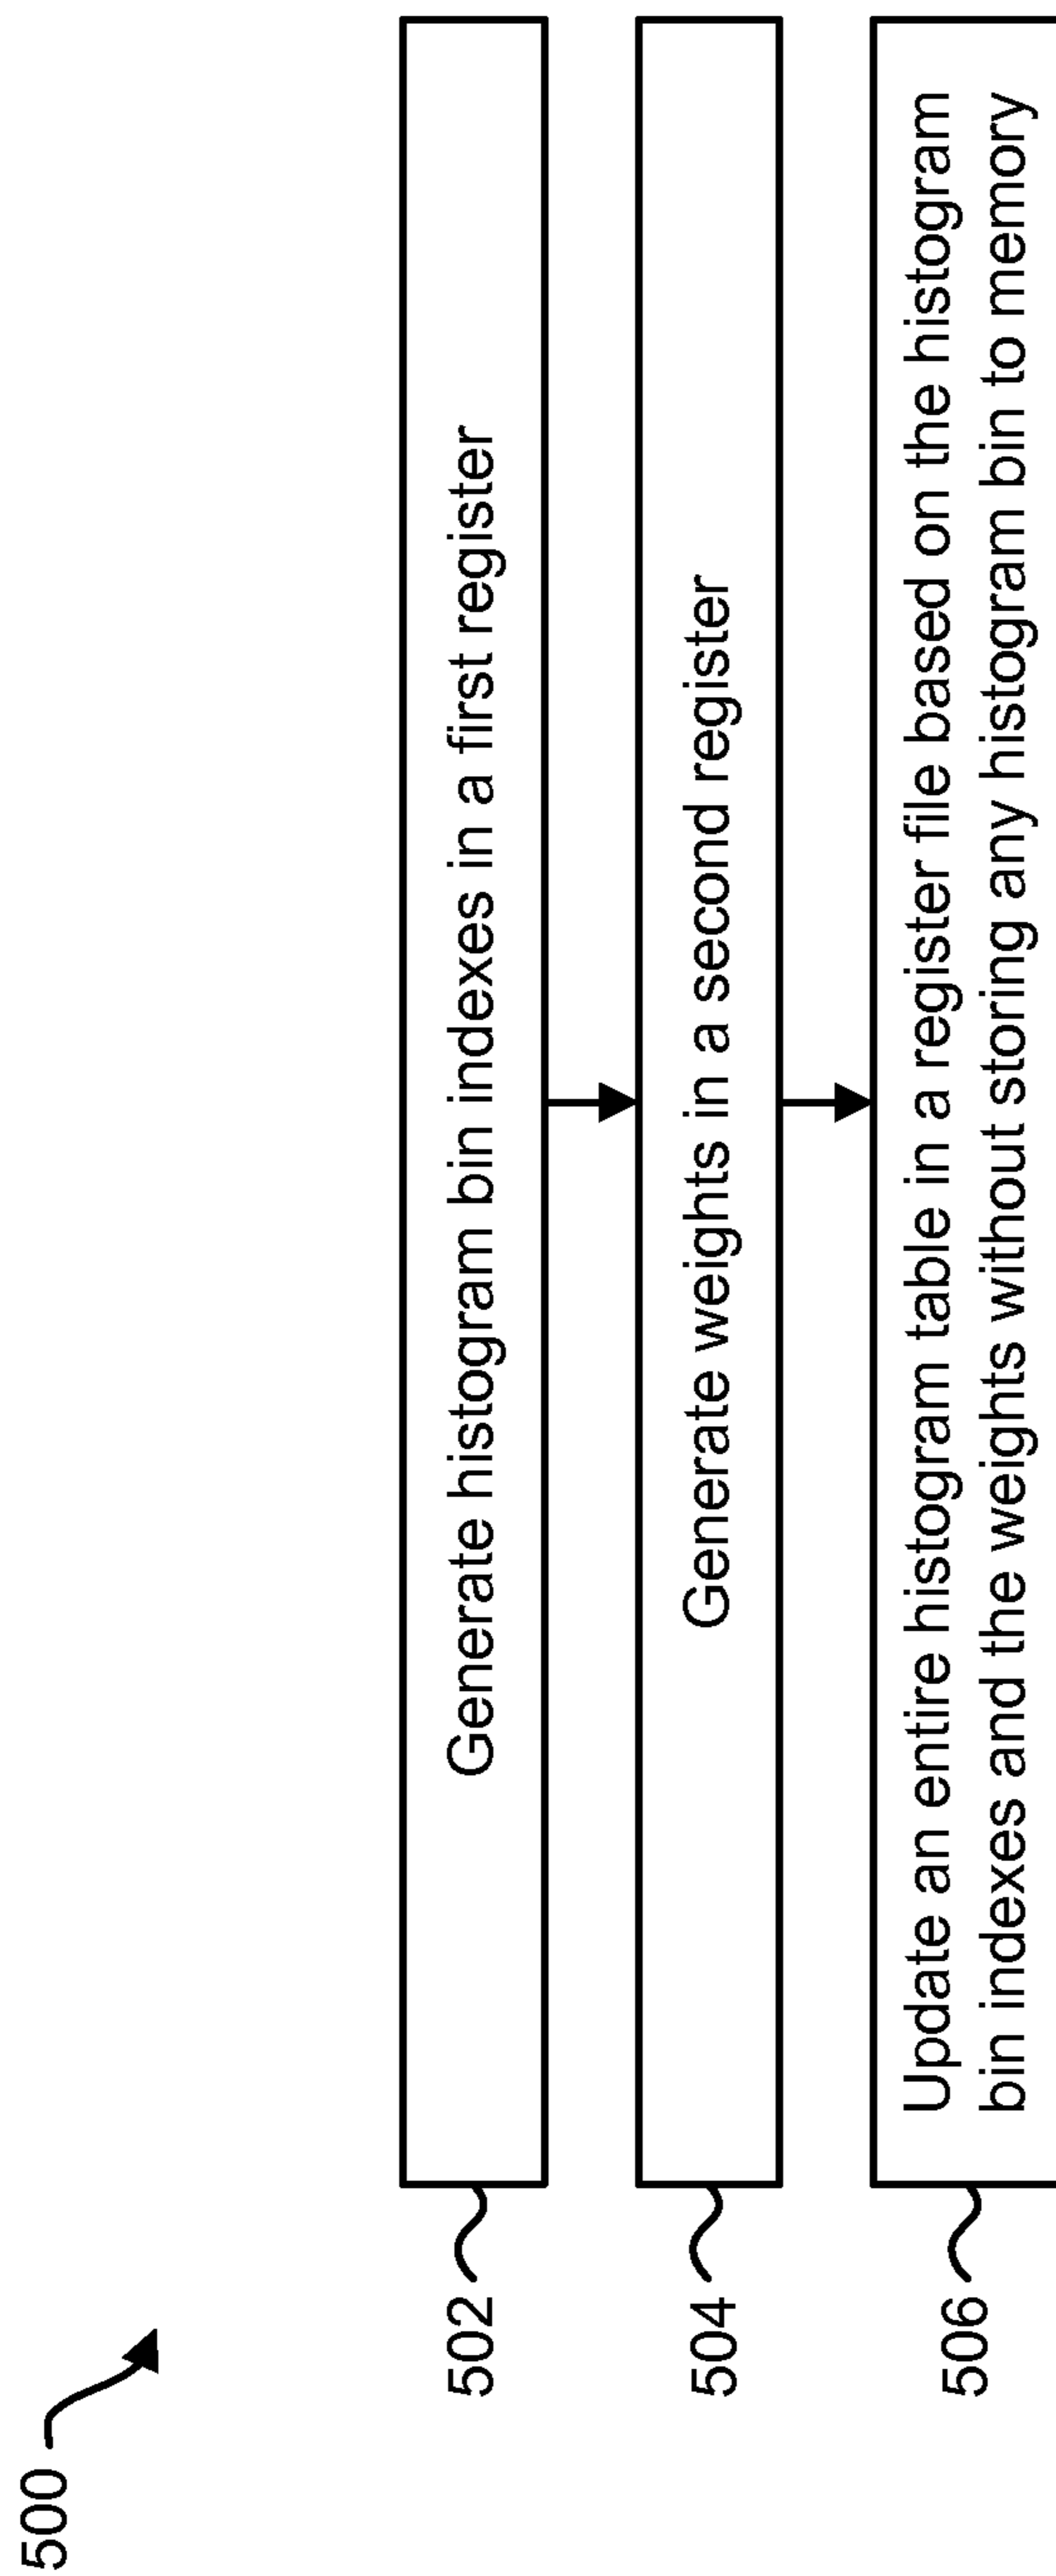 500
502
Generate histogram bin indexes in a first register
504
Generate weights in a second register
506
Update an entire histogram table in a register file based on the histogram
bin indexes and the weights without storing any histogram bin to memory